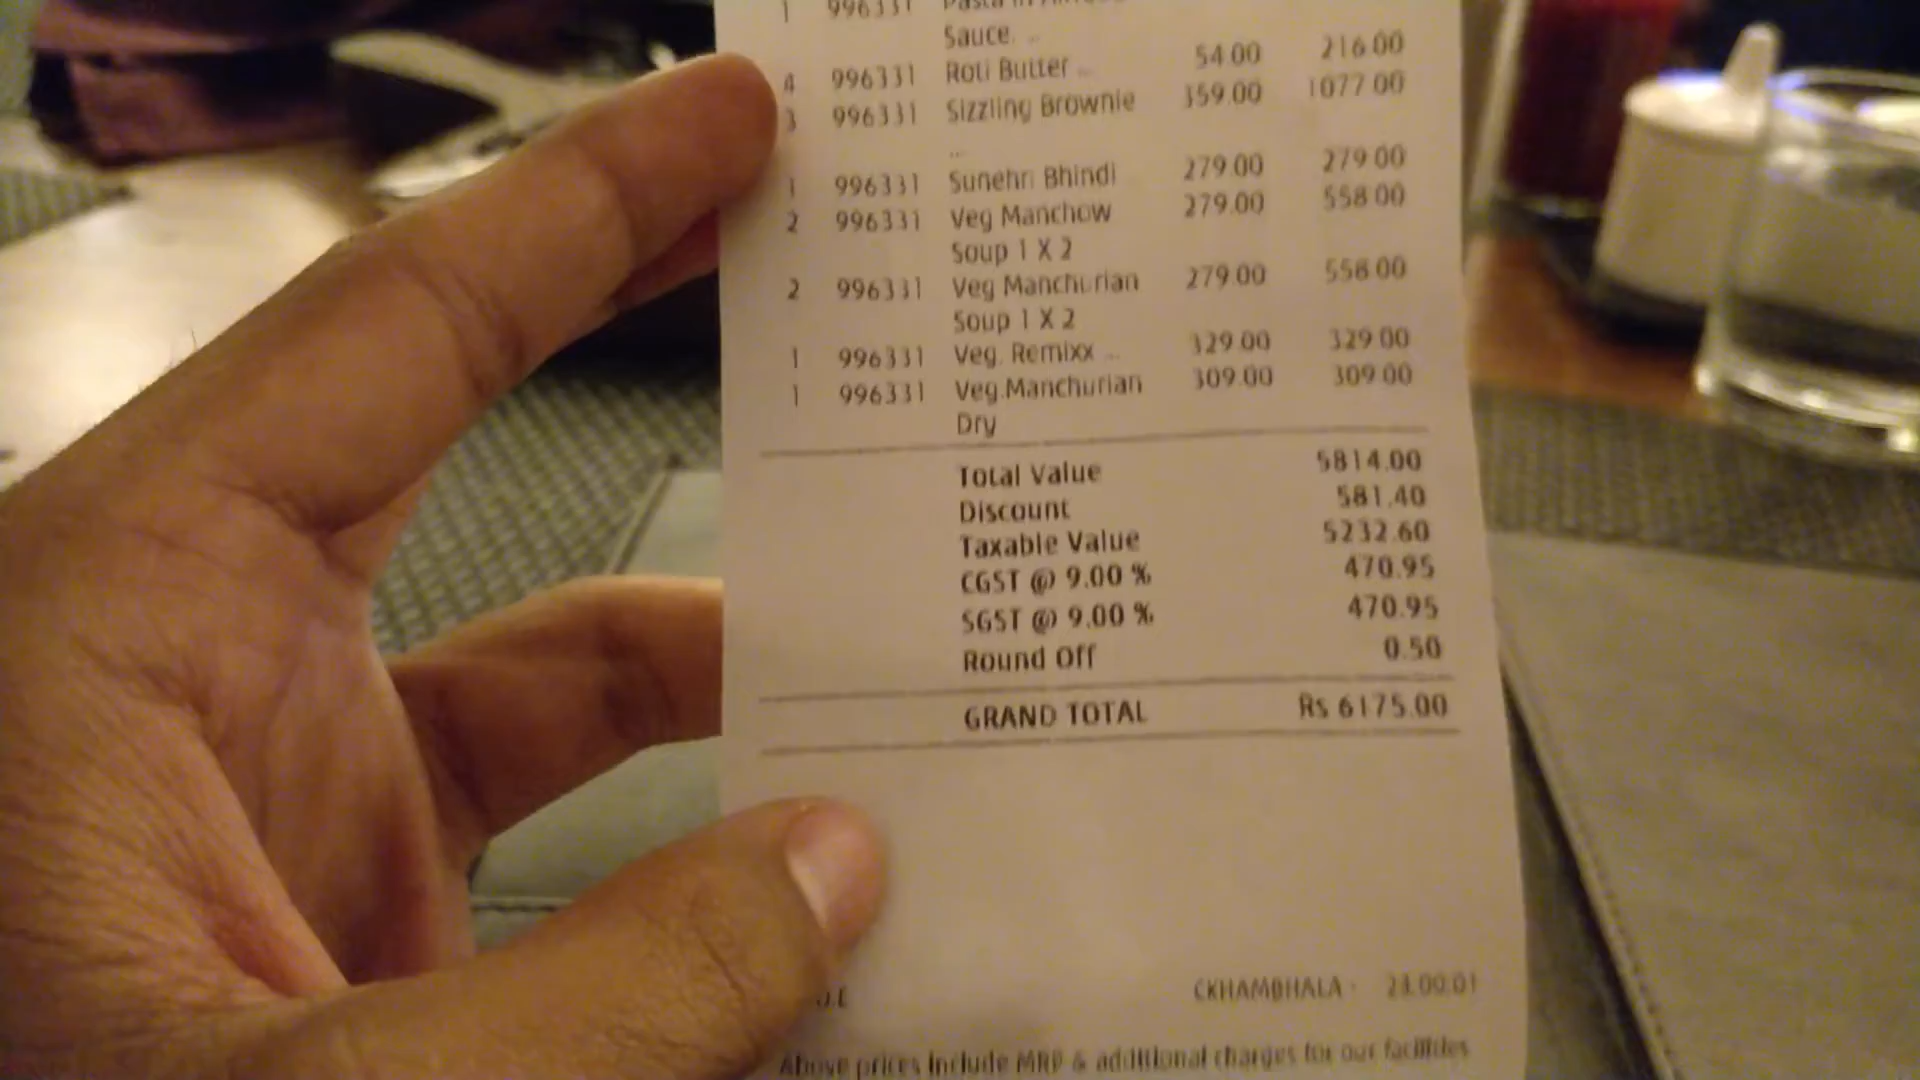 1 996331 Pasta in Alfredo
Sauce. ..
4 996331 Roti Butter .. 54.00 216.00
3 996331 Sizzling Brownie 359.00 1077.00
...
1 996331 Sunehri Bhindi 279.00 279.00
2 996331 Veg Manchow 279.00 558.00
Soup 1 X 2
2 996331 Veg Manchurian 279.00 558.00
Soup 1 X 2
1 996331 Veg. Remixx ... 329.00 329.00
1 996331 Veg.Manchurian 309.00 309.00
Dry
Total Value 5814.00
Discount 581.40
Taxable Value 5232.60
CGST @ 9.00 % 470.95
SGST @ 9.00 % 470.95
Round Off 0.50
GRAND TOTAL Rs 6175.00
CKHAMBHALA - 23:00:01
Above prices include MRP & additional charges for our facilities